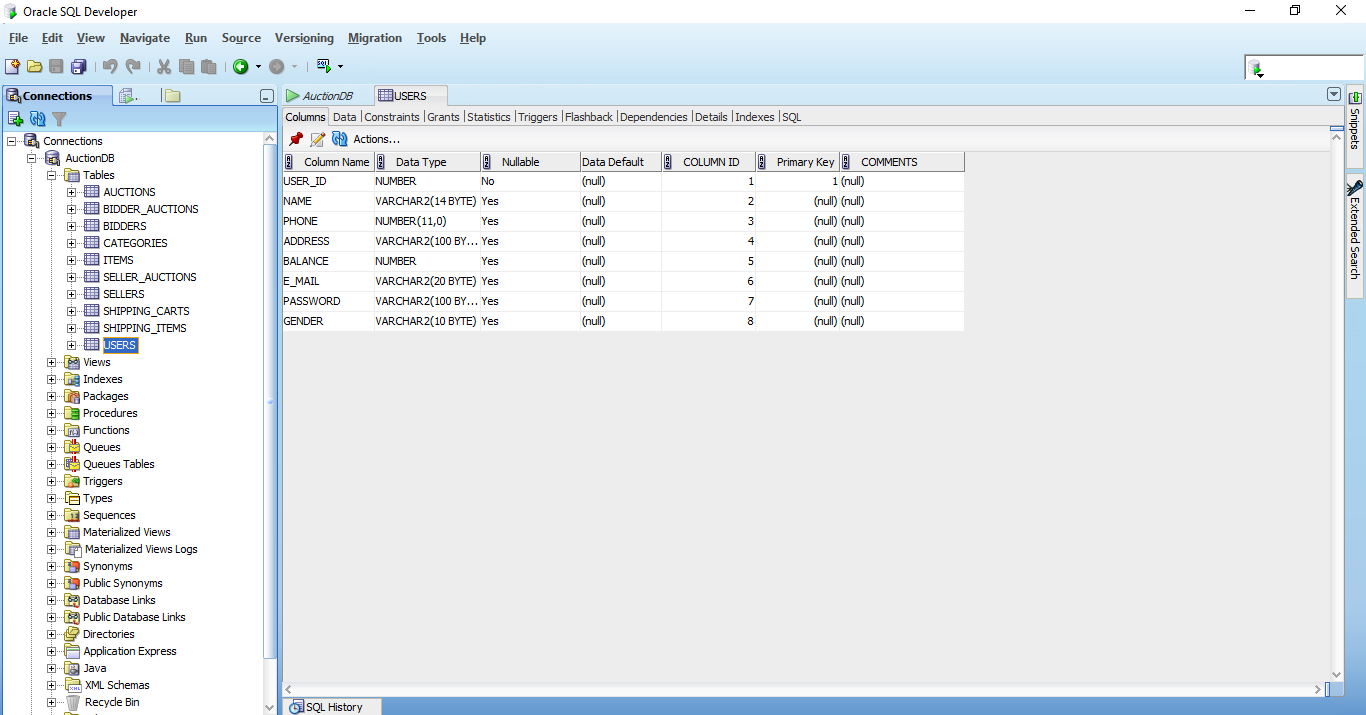 Oracle SQL Developer
File Edit View Navigate Run Source Versioning Migration Tools Help
Connections
AuctionDB
USERS
Columns Data Constraints Grants Statistics Triggers Flashback Dependencies Details Indexes SQL
Actions...
Column Name Data Type Nullable Data Default COLUMN ID Primary Key COMMENTS
USER_ID NUMBER No (null) 1 1 (null)
NAME VARCHAR2(14 BYTE) Yes (null) 2 (null) (null)
PHONE NUMBER(11,0) Yes (null) 3 (null) (null)
ADDRESS VARCHAR2(100 BY... Yes (null) 4 (null) (null)
BALANCE NUMBER Yes (null) 5 (null) (null)
E_MAIL VARCHAR2(20 BYTE) Yes (null) 6 (null) (null)
PASSWORD VARCHAR2(100 BY... Yes (null) 7 (null) (null)
GENDER VARCHAR2(10 BYTE) Yes (null) 8 (null) (null)
Connections
AuctionDB
Tables
AUCTIONS
BIDDER_AUCTIONS
BIDDERS
CATEGORIES
ITEMS
SELLER_AUCTIONS
SELLERS
SHIPPING_CARTS
SHIPPING_ITEMS
USERS
Views
Indexes
Packages
Procedures
Functions
Queues
Queues Tables
Triggers
Types
Sequences
Materialized Views
Materialized Views Logs
Synonyms
Public Synonyms
Database Links
Public Database Links
Directories
Application Express
Java
XML Schemas
Recycle Bin
SQL History
Snippets
Extended Search